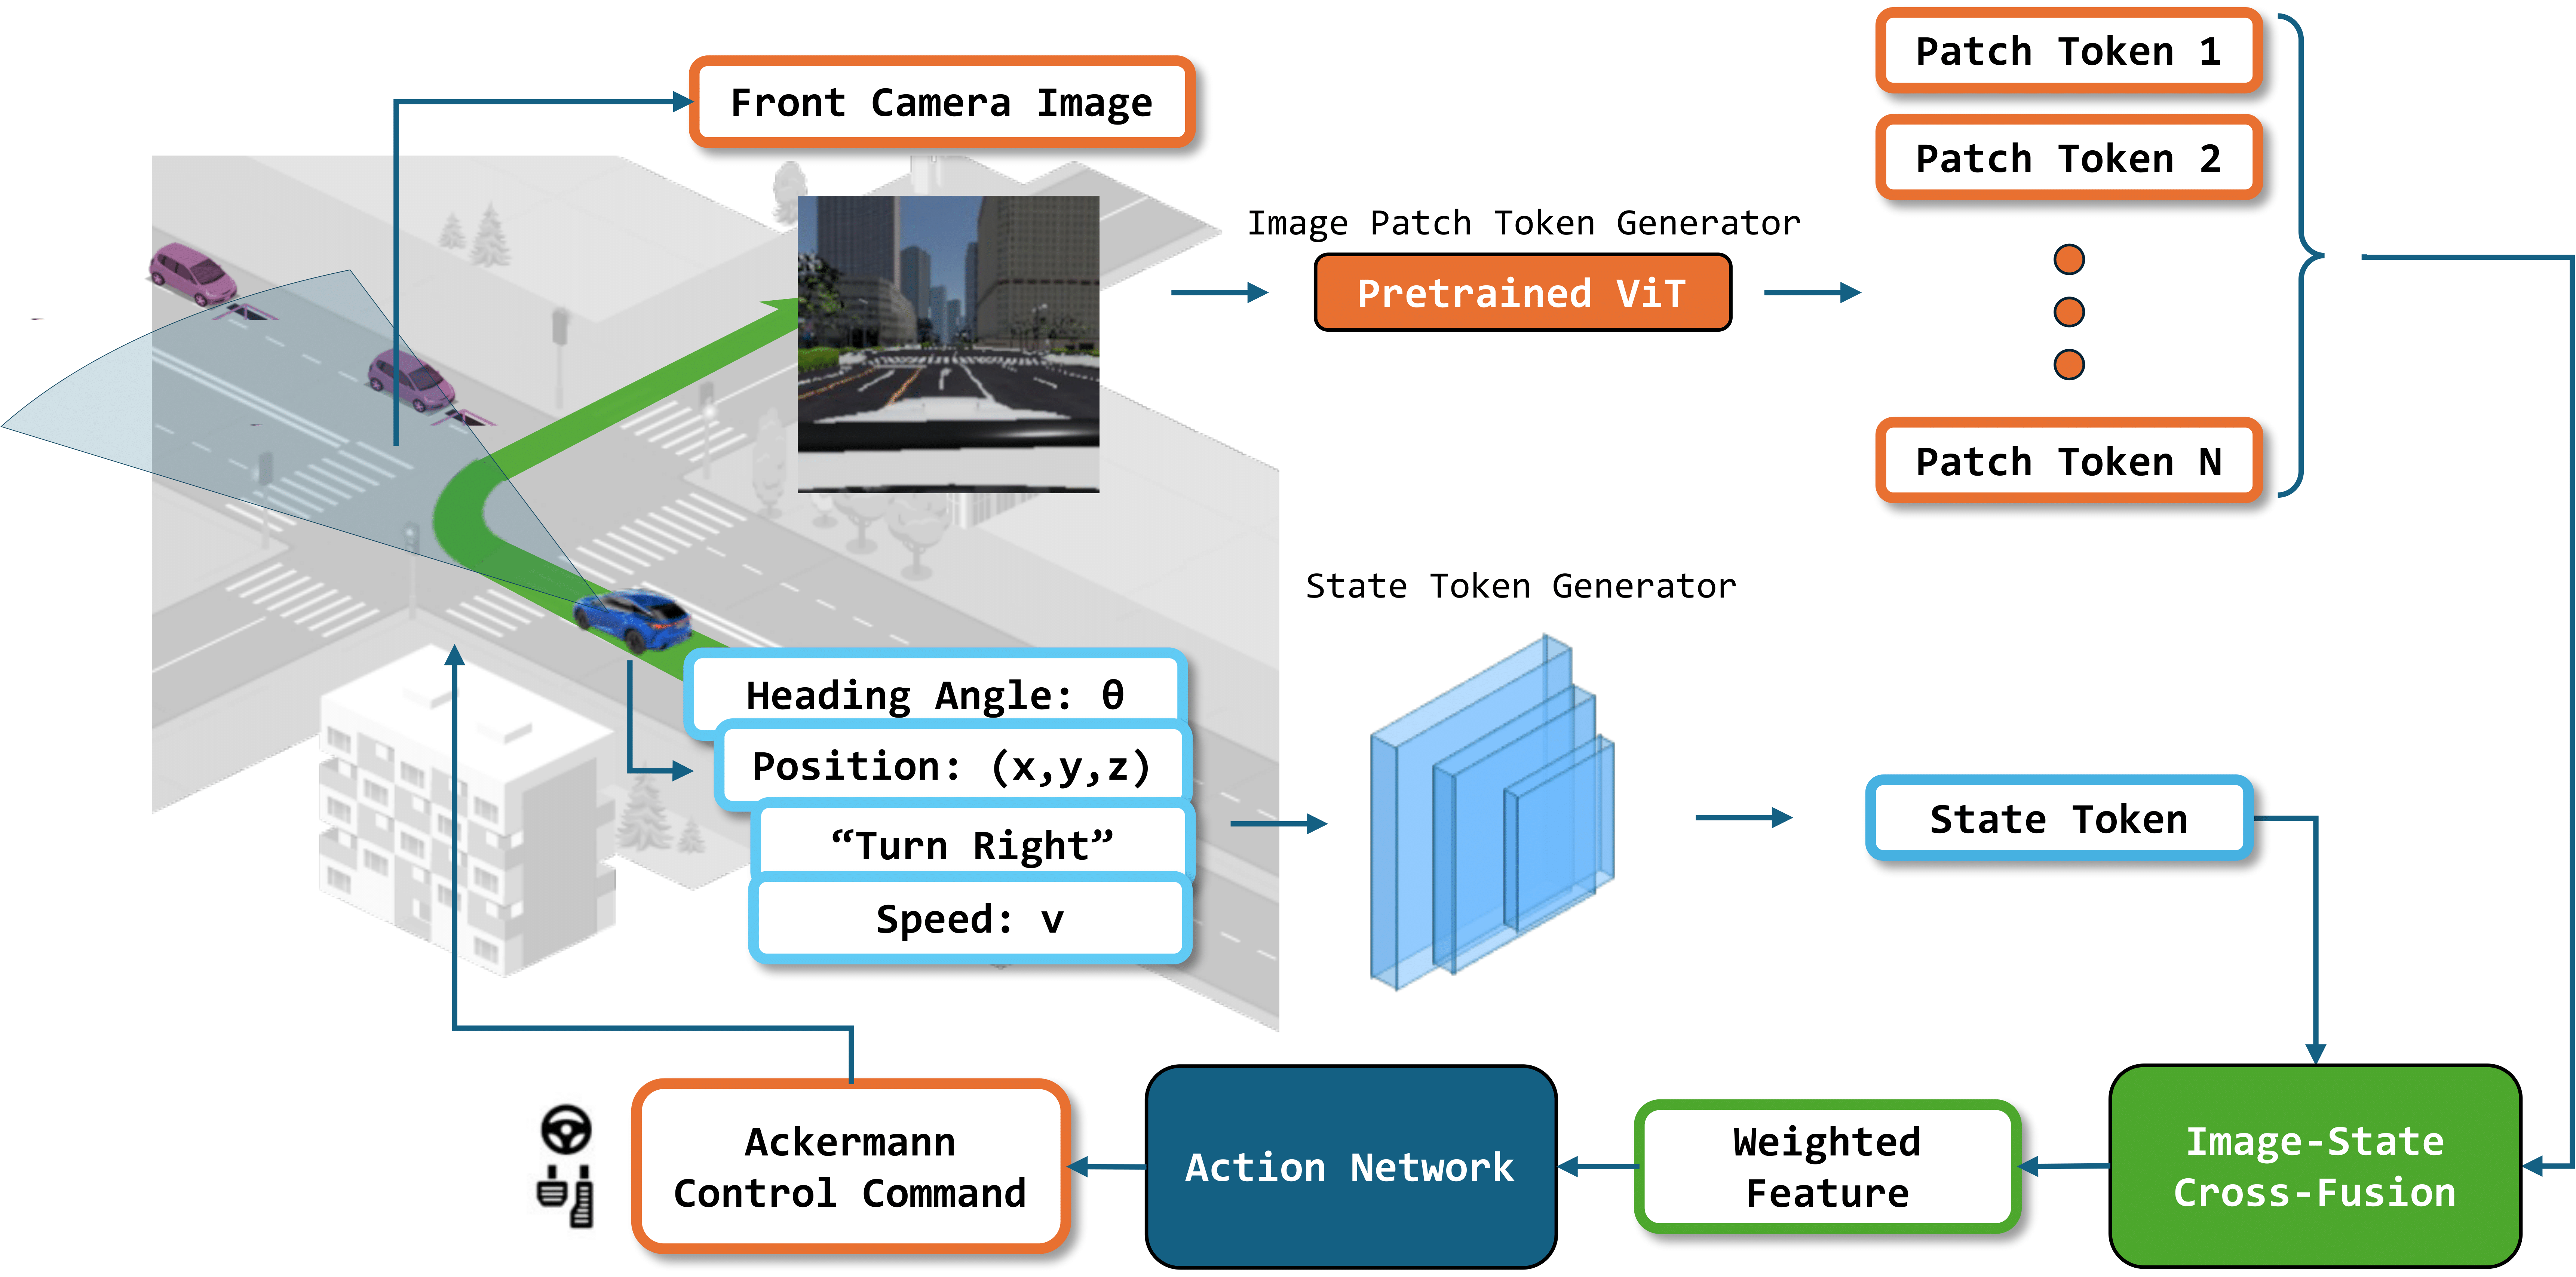 Front Camera Image
Image Patch Token Generator
Pretrained ViT
Patch Token 1
Patch Token 2
Patch Token N
Heading Angle: θ
Position: (x,y,z)
“Turn Right”
Speed: v
State Token Generator
State Token
Image-State
Cross-Fusion
Weighted
Feature
Action Network
Ackermann
Control Command